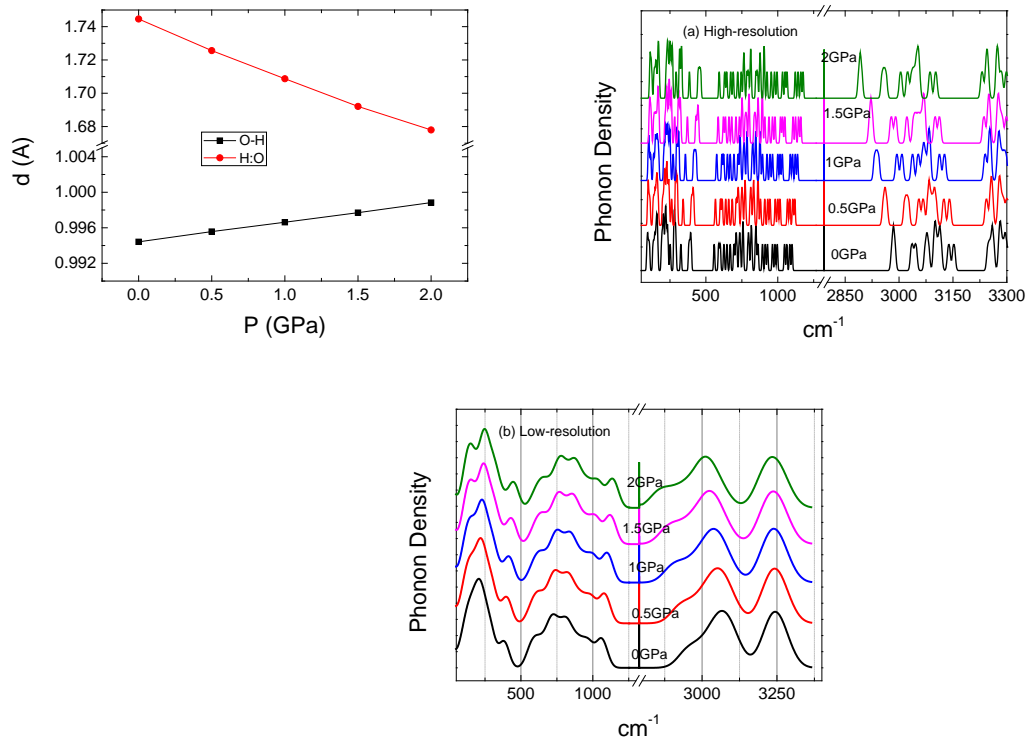 1.74
1.72
1.70
1.68
1.004
1.000
0.996
0.992
d (A)
O-H
H:O
0.0 0.5 1.0 1.5 2.0
P (GPa)
(a) High-resolution
2GPa
1.5GPa
1GPa
0.5GPa
0GPa
Phonon Density
500 1000 2850 3000 3150 3300
cm-1
(b) Low-resolution
2GPa
1.5GPa
1GPa
0.5GPa
0GPa
Phonon Density
500 1000 3000 3250
cm-1